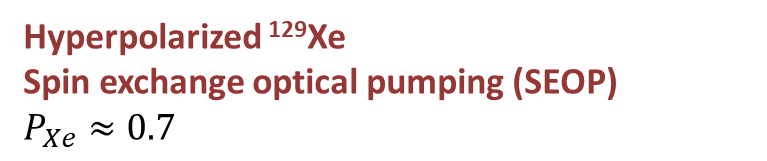 Hyperpolarized ¹²⁹Xe
Spin exchange optical pumping (SEOP)
P_Xe ≈ 0.7